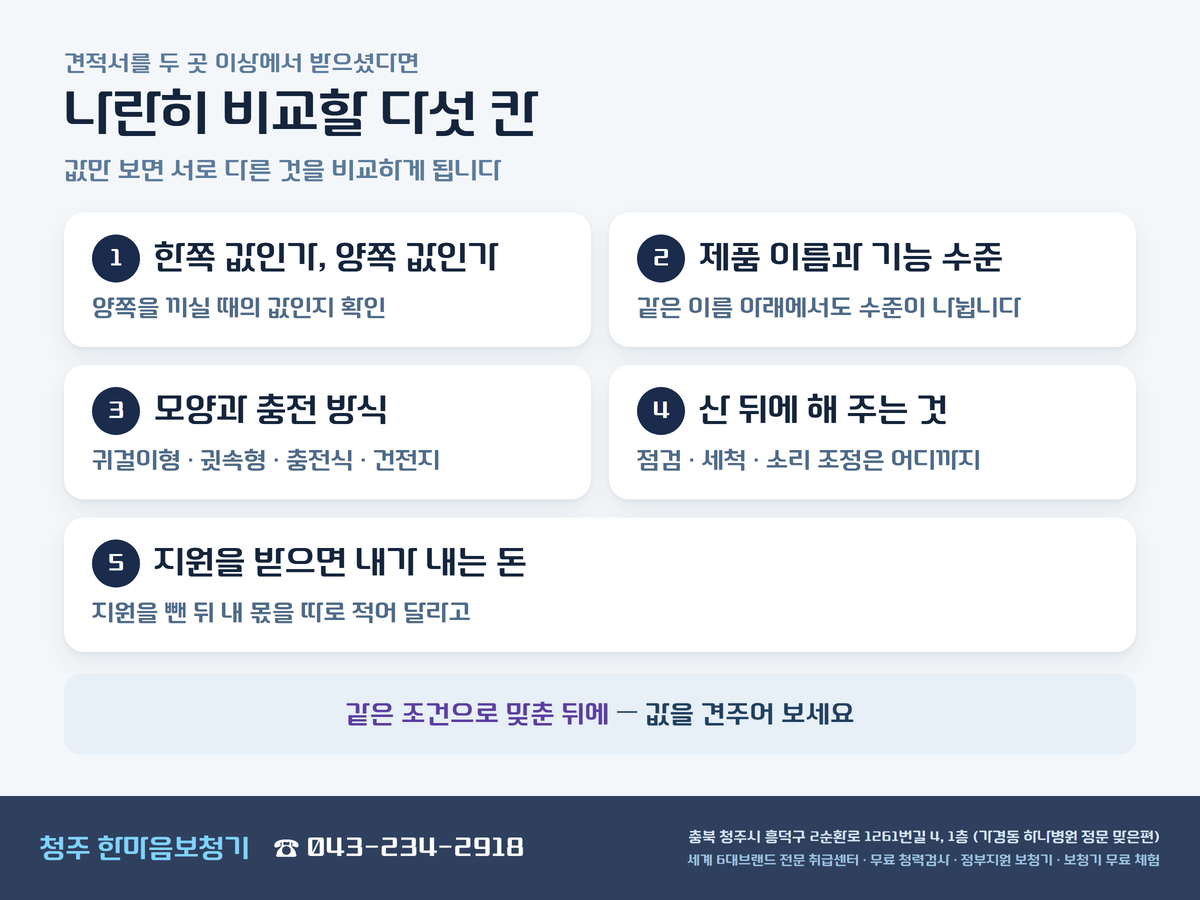 견적서를 두 곳 이상에서 받으셨다면
나란히 비교할 다섯 칸
값만 보면 서로 다른 것을 비교하게 됩니다
1 한쪽 값인가, 양쪽 값인가
양쪽을 끼실 때의 값인지 확인
2 제품 이름과 기능 수준
같은 이름 아래에서도 수준이 나뉩니다
3 모양과 충전 방식
귀걸이형 · 귓속형 · 충전식 · 건전지
4 산 뒤에 해 주는 것
점검 · 세척 · 소리 조정은 어디까지
5 지원을 받으면 내가 내는 돈
지원을 뺀 뒤 내 몫을 따로 적어 달라고
같은 조건으로 맞춘 뒤에 — 값을 견주어 보세요
청주 한마음보청기 ☎ 043-234-2918
충북 청주시 흥덕구 2순환로 1261번길 4, 1층 (가경동 하나병원 정문 맞은편)
세계 6대브랜드 전문 취급센터 · 무료 청력검사 · 정부지원 보청기 · 보청기 무료 체험